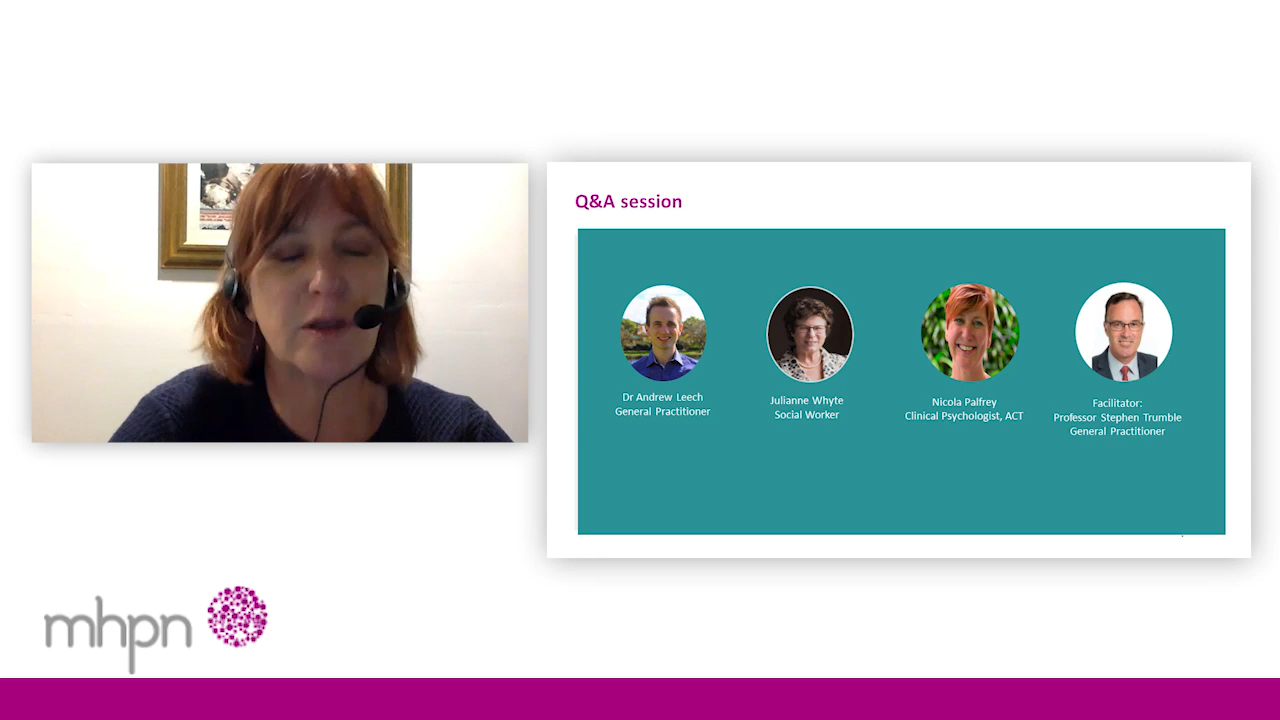 Q&A session
Dr Andrew Leech
General Practitioner
Julianne Whyte
Social Worker
Nicola Palfrey
Clinical Psychologist, ACT
Facilitator:
Professor Stephen Trumble
General Practitioner
mhpn